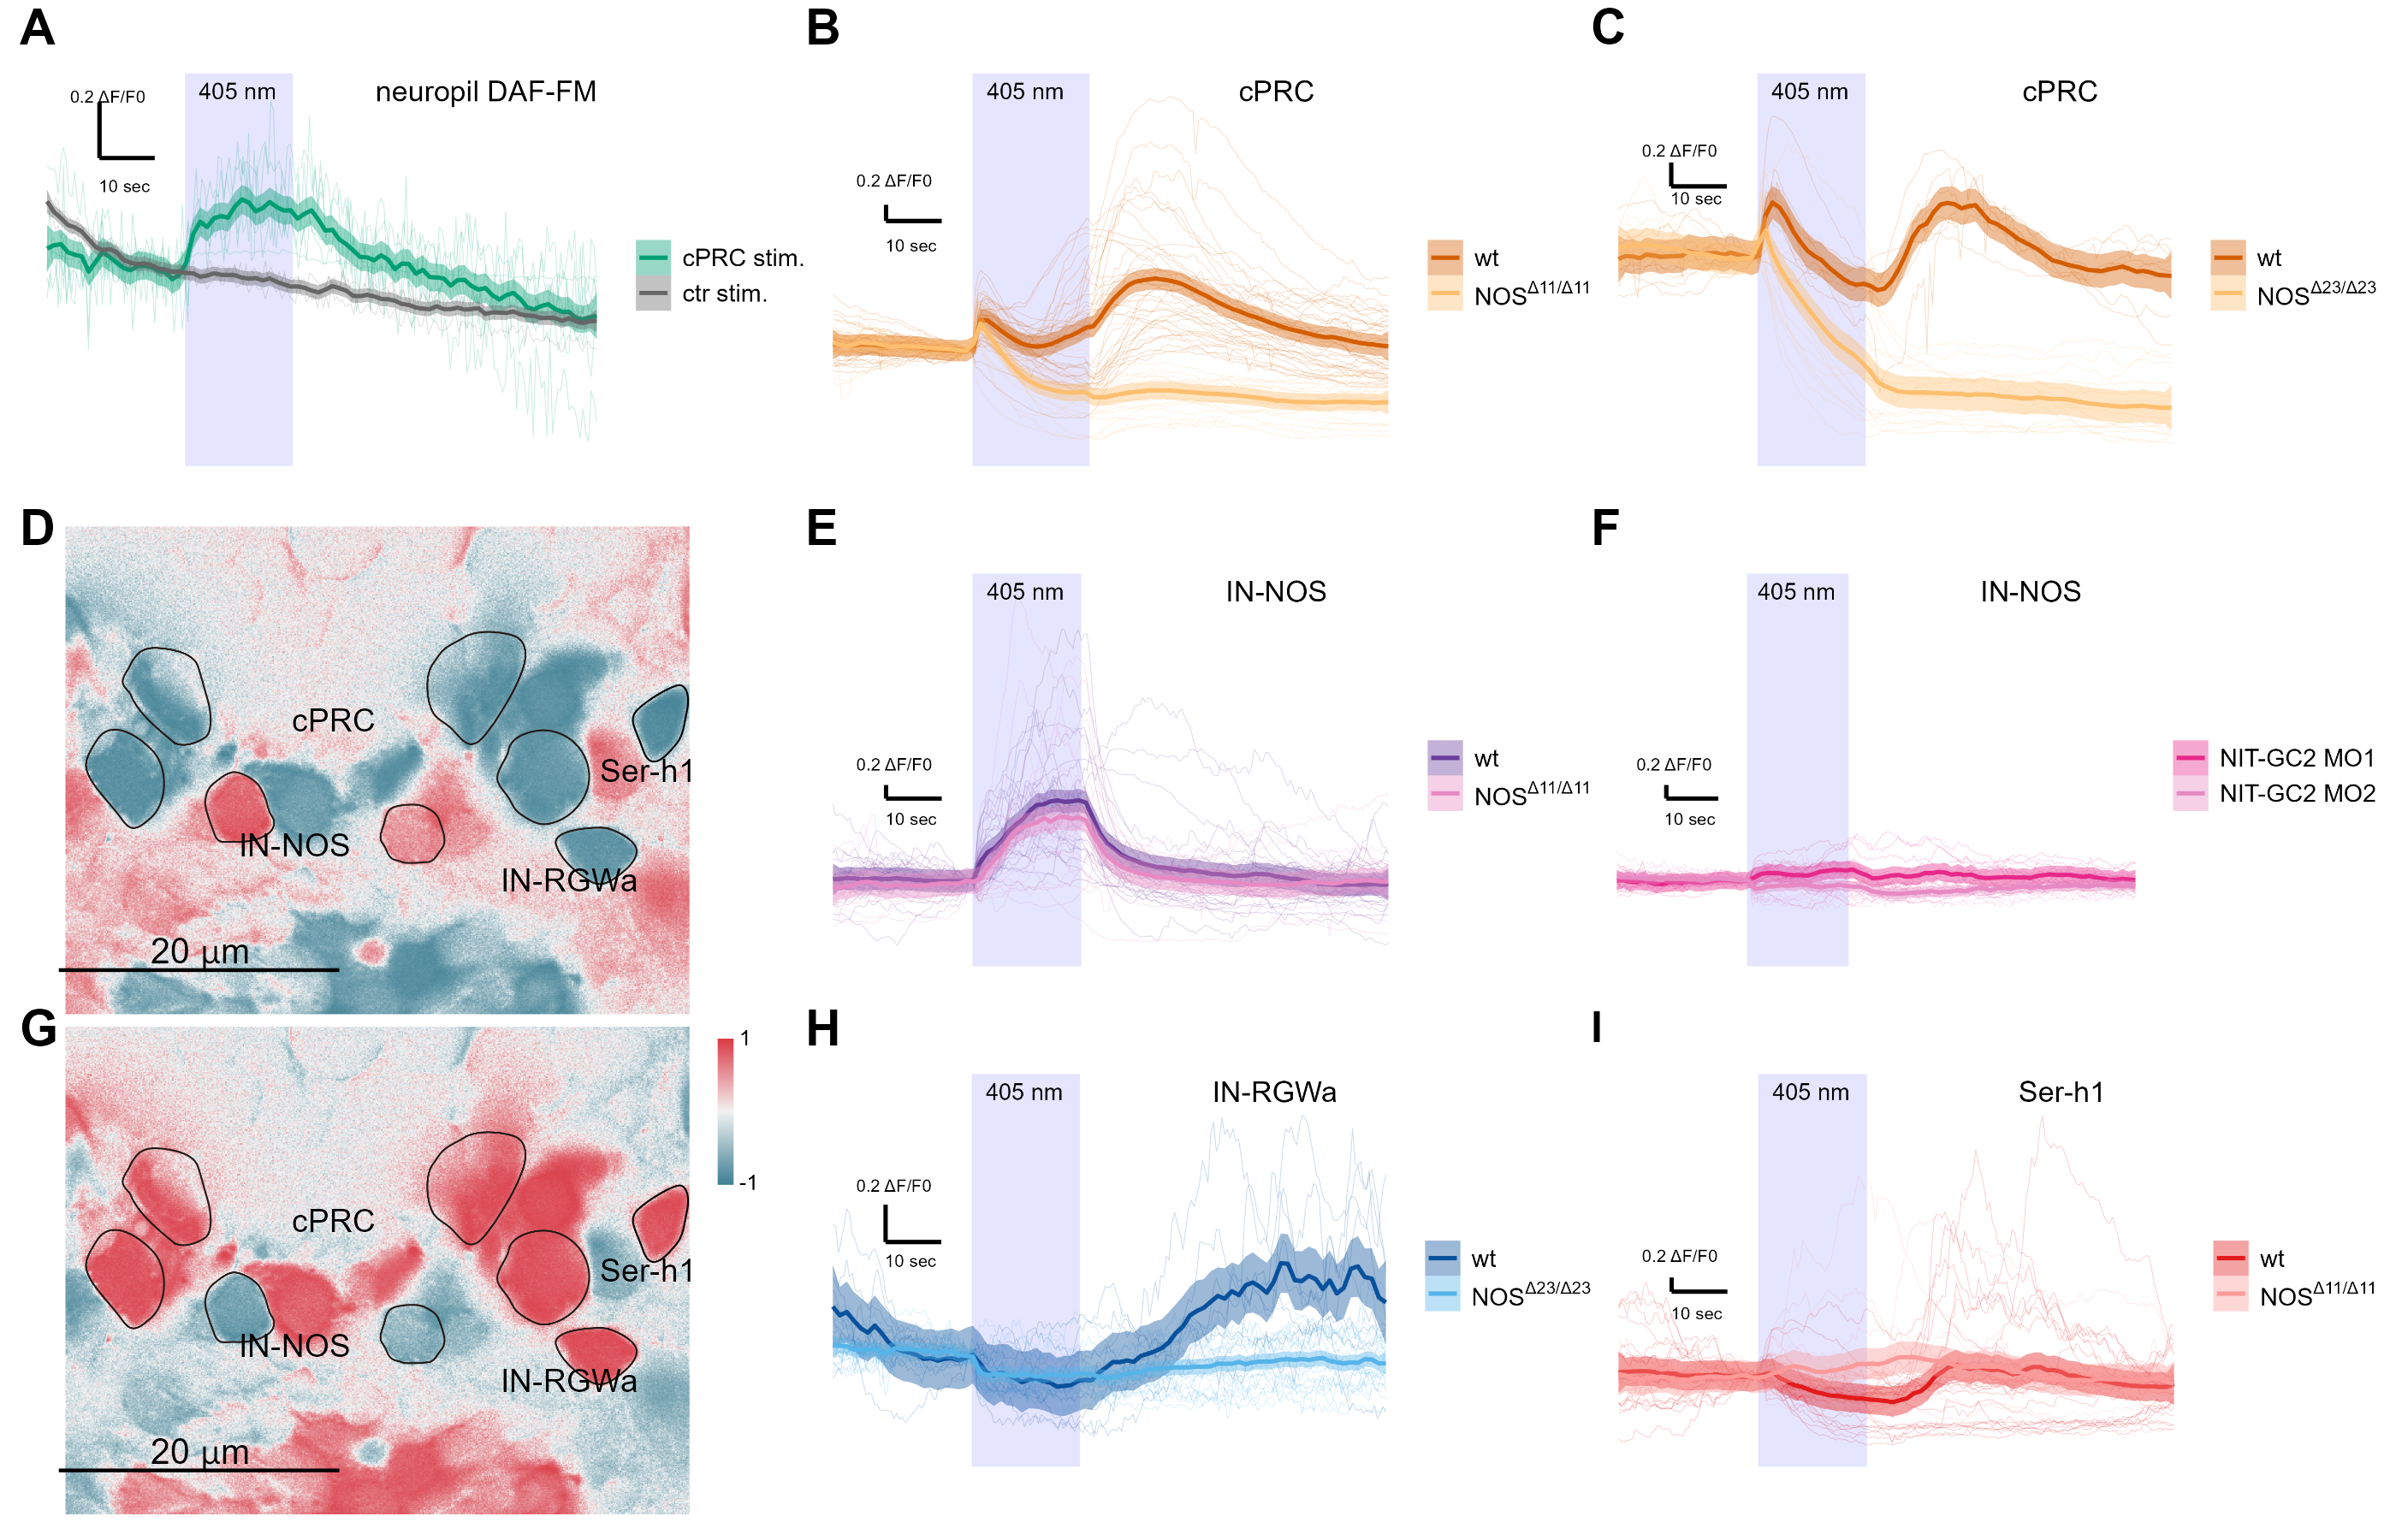 A
405 nm
neuropil DAF-FM
0.2 ΔF/F0
10 sec
cPRC stim.
ctr stim.
B
405 nm
cPRC
0.2 ΔF/F0
10 sec
wt
NOSΔ11/Δ11
C
405 nm
cPRC
0.2 ΔF/F0
10 sec
wt
NOSΔ23/Δ23
D
cPRC
Ser-h1
IN-NOS
IN-RGWa
20 μm
E
405 nm
IN-NOS
0.2 ΔF/F0
10 sec
wt
NOSΔ11/Δ11
F
405 nm
IN-NOS
0.2 ΔF/F0
10 sec
NIT-GC2 MO1
NIT-GC2 MO2
G
1
-1
cPRC
Ser-h1
IN-NOS
IN-RGWa
20 μm
H
405 nm
IN-RGWa
0.2 ΔF/F0
10 sec
wt
NOSΔ23/Δ23
I
405 nm
Ser-h1
0.2 ΔF/F0
10 sec
wt
NOSΔ11/Δ11